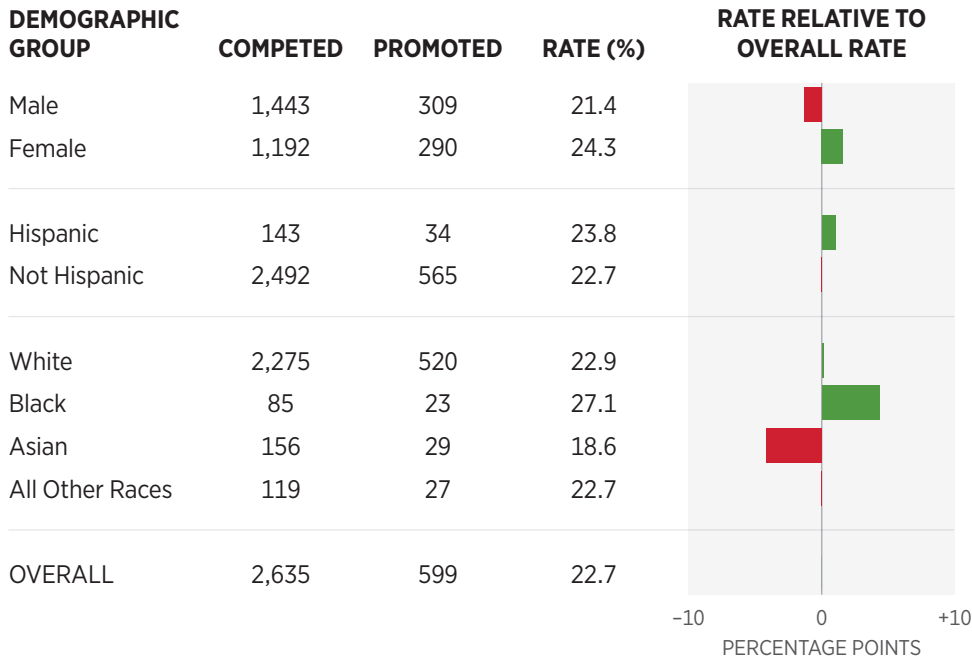 DEMOGRAPHIC GROUP COMPETED PROMOTED RATE (%) RATE RELATIVE TO OVERALL RATE
Male 1,443 309 21.4
Female 1,192 290 24.3
Hispanic 143 34 23.8
Not Hispanic 2,492 565 22.7
White 2,275 520 22.9
Black 85 23 27.1
Asian 156 29 18.6
All Other Races 119 27 22.7
OVERALL 2,635 599 22.7
−10 0 +10
PERCENTAGE POINTS